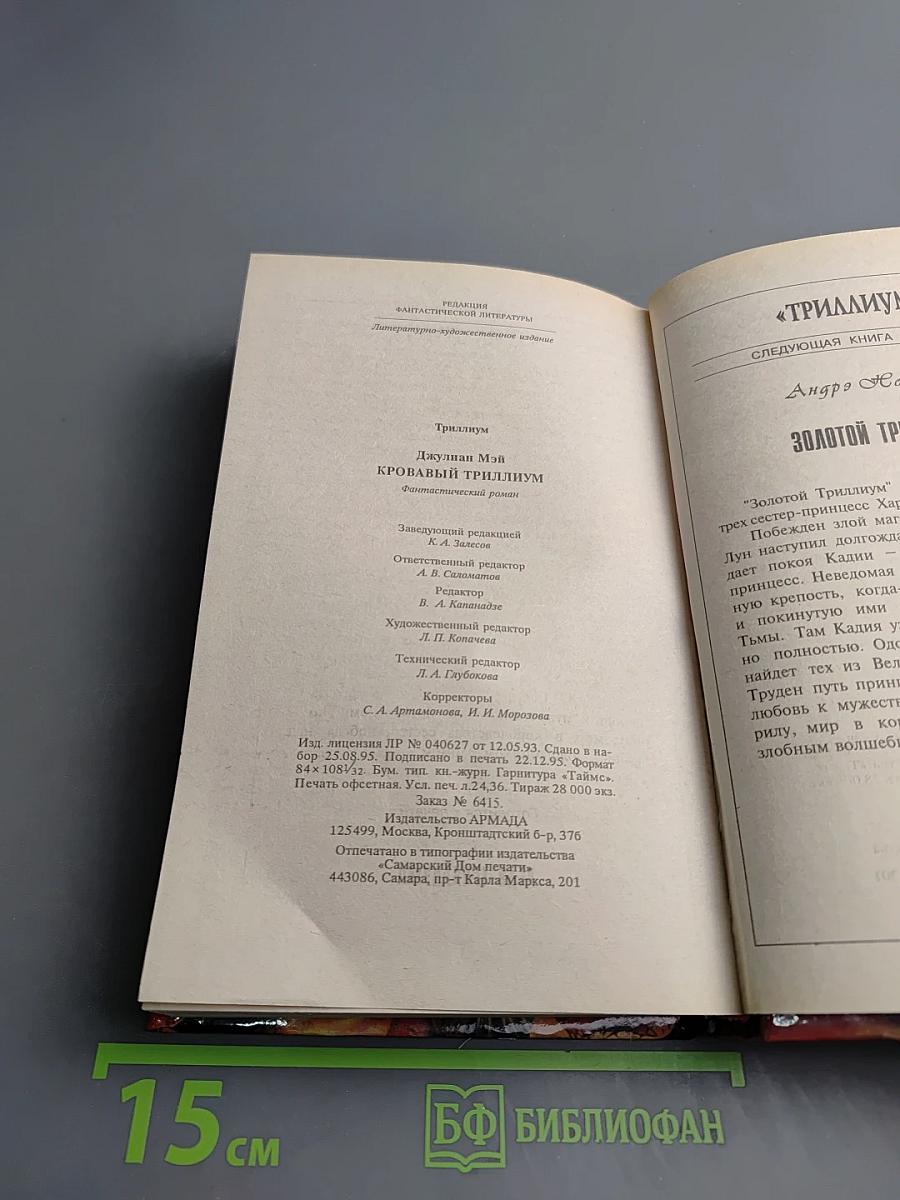 РЕДАКЦИЯ
ФАНТАСТИЧЕСКОЙ ЛИТЕРАТУРЫ
Литературно-художественное издание
Триллиум
Джулиан Мэй
КРОВАВЫЙ ТРИЛЛИУМ
Фантастический роман
Заведующий редакцией
К. А. Залесов
Ответственный редактор
А. В. Саломатов
Редактор
В. А. Капанадзе
Художественный редактор
Л. П. Копачева
Технический редактор
Л. А. Глубокова
Корректоры
С. А. Артамонова, И. И. Морозова
Изд. лицензия ЛР № 040627 от 12.05.93. Сдано в на-
бор 25.08.95. Подписано в печать 22.12.95. Формат
84×108 1/32. Бум. тип. кн.-журн. Гарнитура «Таймс».
Печать офсетная. Усл. печ. л.24,36. Тираж 28 000 экз.
Заказ № 6415.
Издательство АРМАДА
125499, Москва, Кронштадтский б-р, 37б
Отпечатано в типографии издательства
«Самарский Дом печати»
443086, Самара, пр-т Карла Маркса, 201
«ТРИЛЛИУМ
СЛЕДУЮЩАЯ КНИГА
Андрэ
ЗОЛОТОЙ ТР
"Золотой Триллиум"
трех сестер-принцесс Хар
Побежден злой маг
Лун наступил долгожда
дает покоя Кадии —
принцесс. Неведомая
ную крепость, когда-
и покинутую ими
Тьмы. Там Кадия у
но полностью. Одо
найдет тех из Вел
Труден путь прин
любовь к мужеств
рилу, мир в кор
злобным волшеб
15 см
БФ БИБЛИОФАН